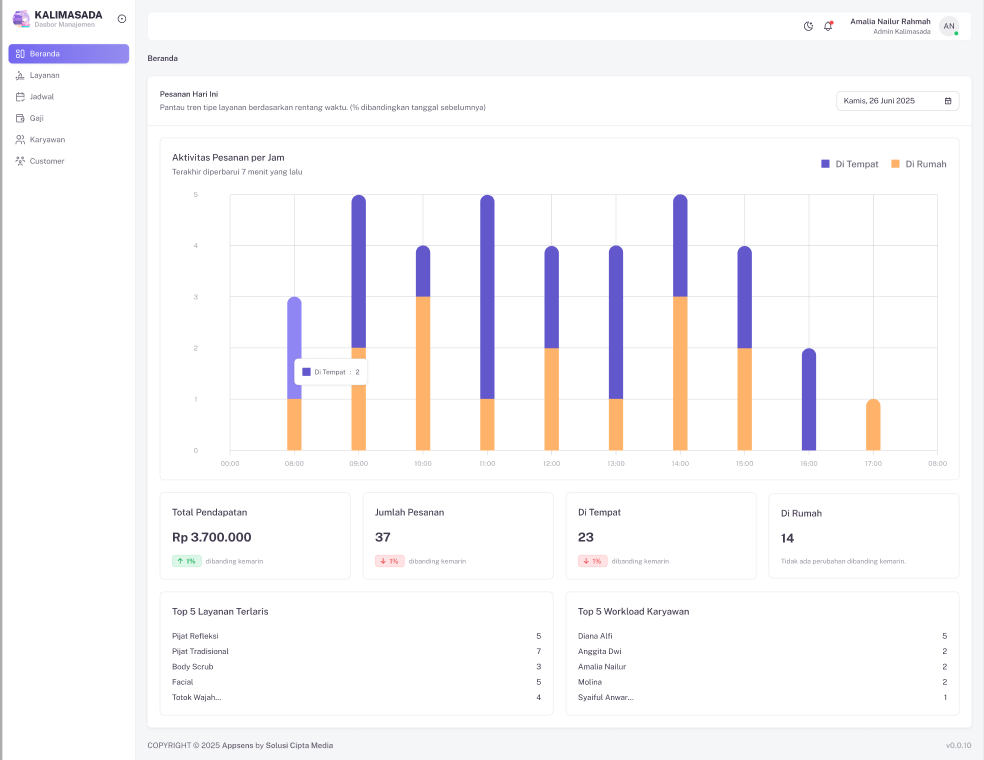 KALIMASADA
Dasbor Manajemen
Amalia Nailur Rahmah
Admin Kalimasada
AN
Beranda
Layanan
Jadwal
Gaji
Karyawan
Customer
Beranda
Pesanan Hari Ini
Pantau tren tipe layanan berdasarkan rentang waktu. (% dibandingkan tanggal sebelumnya)
Kamis, 26 Juni 2025
Aktivitas Pesanan per Jam
Terakhir diperbarui 7 menit yang lalu
Di Tempat
Di Rumah
5
4
3
2
1
0
Di Tempat : 2
00:00 08:00 09:00 10:00 11:00 12:00 13:00 14:00 15:00 16:00 17:00 08:00
Total Pendapatan
Rp 3.700.000
1% dibanding kemarin
Jumlah Pesanan
37
1% dibanding kemarin
Di Tempat
23
1% dibanding kemarin
Di Rumah
14
Tidak ada perubahan dibanding kemarin.
Top 5 Layanan Terlaris
Pijat Refleksi 5
Pijat Tradisional 7
Body Scrub 3
Facial 5
Totok Wajah... 4
Top 5 Workload Karyawan
Diana Alfi 5
Anggita Dwi 2
Amalia Nailur 2
Molina 2
Syaiful Anwar... 1
COPYRIGHT © 2025 Appsens by Solusi Cipta Media
v0.0.10